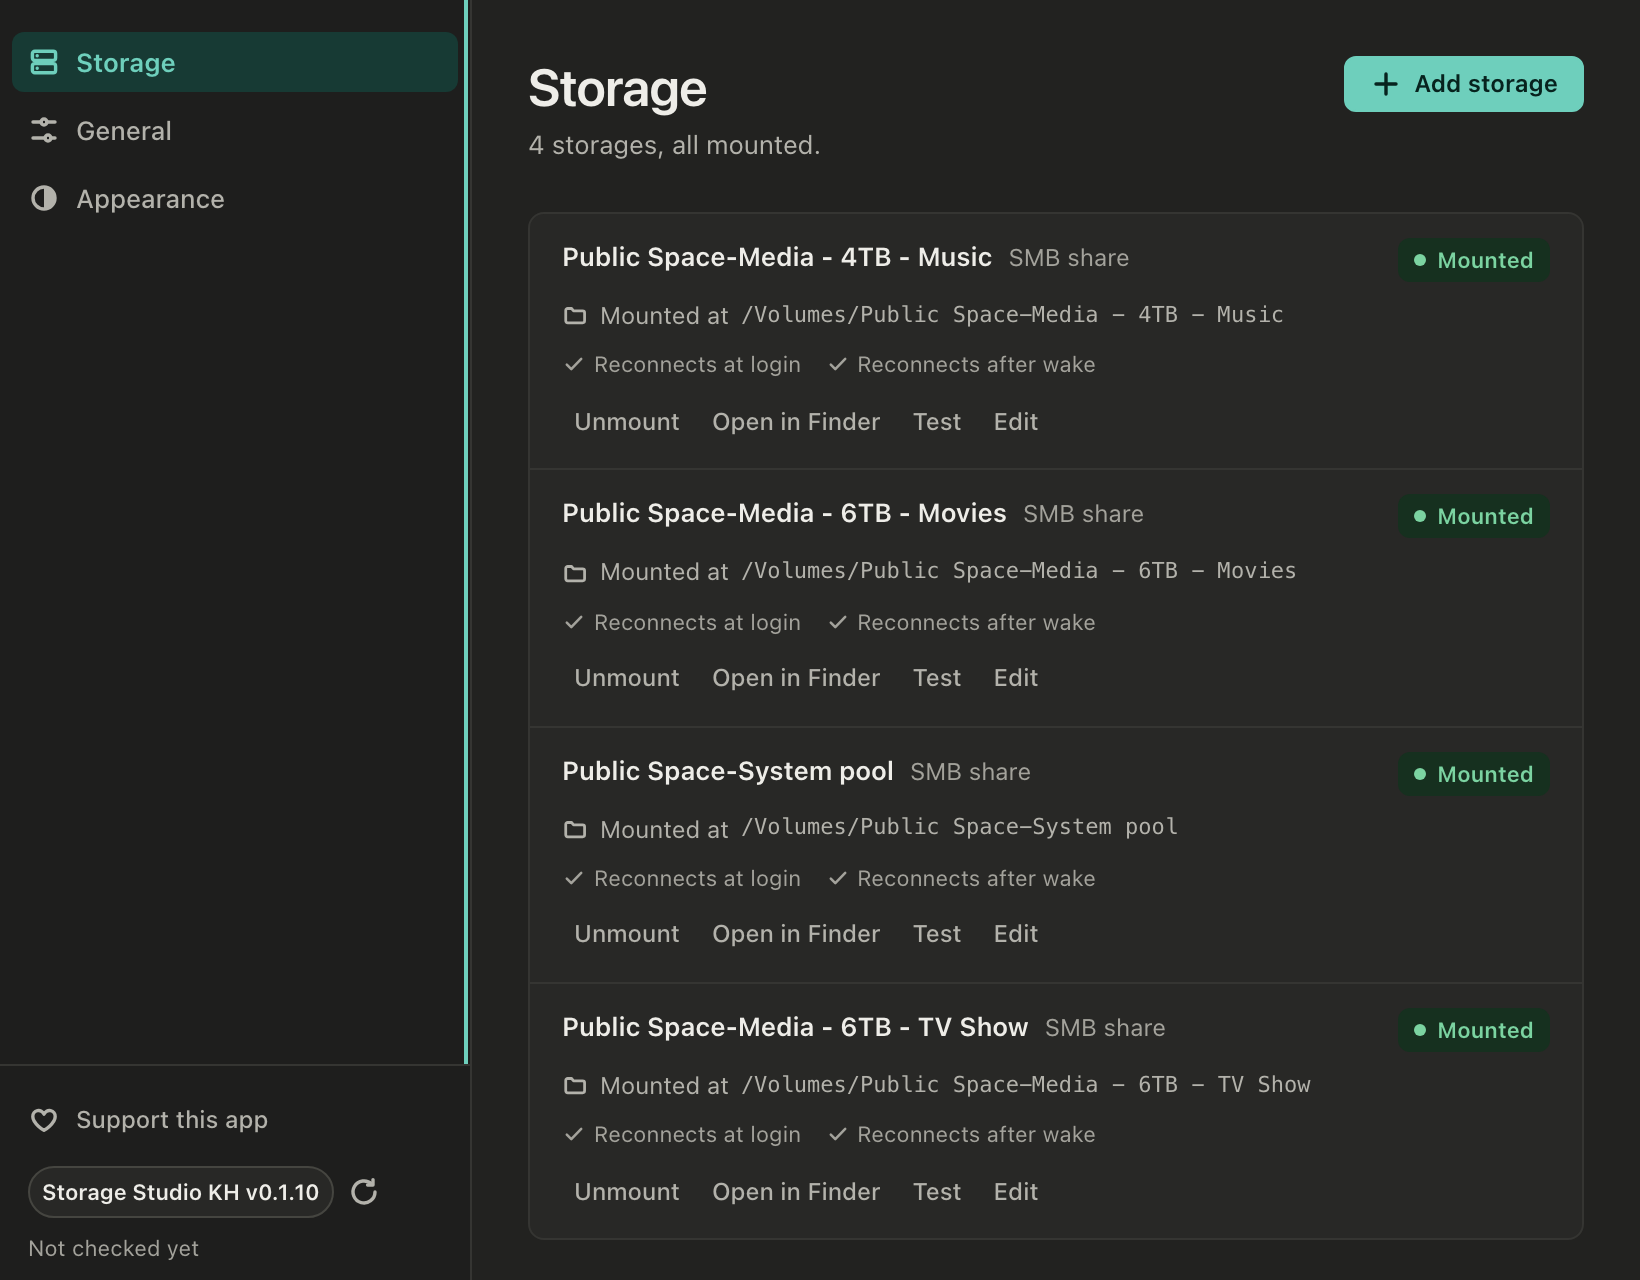 Storage
General
Appearance
Support this app
Storage Studio KH v0.1.10
Not checked yet
Storage
4 storages, all mounted.
Add storage
Public Space-Media - 4TB - Music SMB share
Mounted
Mounted at /Volumes/Public Space-Media - 4TB - Music
Reconnects at login Reconnects after wake
Unmount Open in Finder Test Edit
Public Space-Media - 6TB - Movies SMB share
Mounted
Mounted at /Volumes/Public Space-Media - 6TB - Movies
Reconnects at login Reconnects after wake
Unmount Open in Finder Test Edit
Public Space-System pool SMB share
Mounted
Mounted at /Volumes/Public Space-System pool
Reconnects at login Reconnects after wake
Unmount Open in Finder Test Edit
Public Space-Media - 6TB - TV Show SMB share
Mounted
Mounted at /Volumes/Public Space-Media - 6TB - TV Show
Reconnects at login Reconnects after wake
Unmount Open in Finder Test Edit